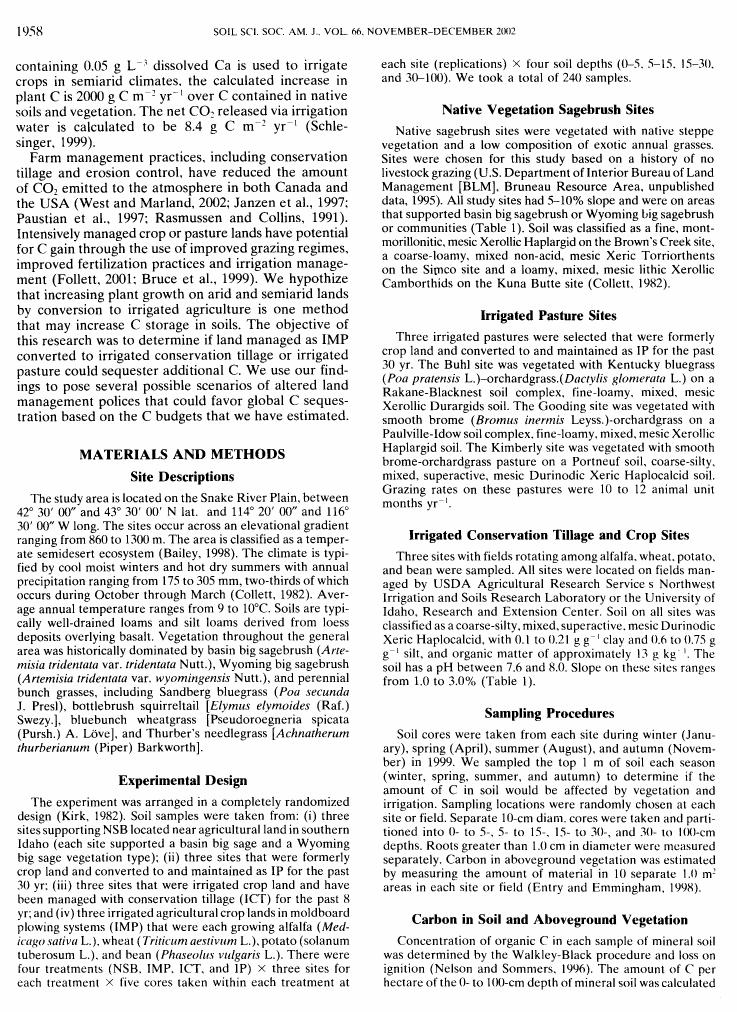 1958
SOIL SCI. SOC. AM. J., VOL. 66, NOVEMBER–DECEMBER 2002
containing 0.05 g L⁻³ dissolved Ca is used to irrigate
crops in semiarid climates, the calculated increase in
plant C is 2000 g C m⁻² yr⁻¹ over C contained in native
soils and vegetation. The net CO₂ released via irrigation
water is calculated to be 8.4 g C m⁻² yr⁻¹ (Schle-
singer, 1999).
Farm management practices, including conservation
tillage and erosion control, have reduced the amount
of CO₂ emitted to the atmosphere in both Canada and
the USA (West and Marland, 2002; Janzen et al., 1997;
Paustian et al., 1997; Rasmussen and Collins, 1991).
Intensively managed crop or pasture lands have potential
for C gain through the use of improved grazing regimes,
improved fertilization practices and irrigation manage-
ment (Follett, 2001; Bruce et al., 1999). We hypothize
that increasing plant growth on arid and semiarid lands
by conversion to irrigated agriculture is one method
that may increase C storage in soils. The objective of
this research was to determine if land managed as IMP
converted to irrigated conservation tillage or irrigated
pasture could sequester additional C. We use our find-
ings to pose several possible scenarios of altered land
management polices that could favor global C seques-
tration based on the C budgets that we have estimated.
MATERIALS AND METHODS
Site Descriptions
The study area is located on the Snake River Plain, between
42° 30′ 00″ and 43° 30′ 00′ N lat. and 114° 20′ 00″ and 116°
30′ 00″ W long. The sites occur across an elevational gradient
ranging from 860 to 1300 m. The area is classified as a temper-
ate semidesert ecosystem (Bailey, 1998). The climate is typi-
fied by cool moist winters and hot dry summers with annual
precipitation ranging from 175 to 305 mm, two-thirds of which
occurs during October through March (Collett, 1982). Aver-
age annual temperature ranges from 9 to 10°C. Soils are typi-
cally well-drained loams and silt loams derived from loess
deposits overlying basalt. Vegetation throughout the general
area was historically dominated by basin big sagebrush (Arte-
misia tridentata var. tridentata Nutt.), Wyoming big sagebrush
(Artemisia tridentata var. wyomingensis Nutt.), and perennial
bunch grasses, including Sandberg bluegrass (Poa secunda
J. Presl), bottlebrush squirreltail [Elymus elymoides (Raf.)
Swezy.], bluebunch wheatgrass [Pseudoroegneria spicata
(Pursh.) A. Löve], and Thurber's needlegrass [Achnatherum
thurberianum (Piper) Barkworth].
Experimental Design
The experiment was arranged in a completely randomized
design (Kirk, 1982). Soil samples were taken from: (i) three
sites supporting NSB located near agricultural land in southern
Idaho (each site supported a basin big sage and a Wyoming
big sage vegetation type); (ii) three sites that were formerly
crop land and converted to and maintained as IP for the past
30 yr; (iii) three sites that were irrigated crop land and have
been managed with conservation tillage (ICT) for the past 8
yr; and (iv) three irrigated agricultural crop lands in moldboard
plowing systems (IMP) that were each growing alfalfa (Med-
icago sativa L.), wheat (Triticum aestivum L.), potato (solanum
tuberosum L.), and bean (Phaseolus vulgaris L.). There were
four treatments (NSB, IMP, ICT, and IP) × three sites for
each treatment × five cores taken within each treatment at
each site (replications) × four soil depths (0–5, 5–15, 15–30,
and 30–100). We took a total of 240 samples.
Native Vegetation Sagebrush Sites
Native sagebrush sites were vegetated with native steppe
vegetation and a low composition of exotic annual grasses.
Sites were chosen for this study based on a history of no
livestock grazing (U.S. Department of Interior Bureau of Land
Management [BLM], Bruneau Resource Area, unpublished
data, 1995). All study sites had 5–10% slope and were on areas
that supported basin big sagebrush or Wyoming big sagebrush
or communities (Table 1). Soil was classified as a fine, mont-
morillonitic, mesic Xerollic Haplargid on the Brown's Creek site,
a coarse-loamy, mixed non-acid, mesic Xeric Torriorthents
on the Simco site and a loamy, mixed, mesic lithic Xerollic
Camborthids on the Kuna Butte site (Collett, 1982).
Irrigated Pasture Sites
Three irrigated pastures were selected that were formerly
crop land and converted to and maintained as IP for the past
30 yr. The Buhl site was vegetated with Kentucky bluegrass
(Poa pratensis L.)–orchardgrass.(Dactylis glomerata L.) on a
Rakane-Blacknest soil complex, fine-loamy, mixed, mesic
Xerollic Durargids soil. The Gooding site was vegetated with
smooth brome (Bromus inermis Leyss.)-orchardgrass on a
Paulville-Idow soil complex, fine-loamy, mixed, mesic Xerollic
Haplargid soil. The Kimberly site was vegetated with smooth
brome-orchardgrass pasture on a Portneuf soil, coarse-silty,
mixed, superactive, mesic Durinodic Xeric Haplocalcid soil.
Grazing rates on these pastures were 10 to 12 animal unit
months yr⁻¹.
Irrigated Conservation Tillage and Crop Sites
Three sites with fields rotating among alfalfa, wheat, potato,
and bean were sampled. All sites were located on fields man-
aged by USDA Agricultural Research Service s Northwest
Irrigation and Soils Research Laboratory or the University of
Idaho, Research and Extension Center. Soil on all sites was
classified as a coarse-silty, mixed, superactive, mesic Durinodic
Xeric Haplocalcid, with 0.1 to 0.21 g g⁻¹ clay and 0.6 to 0.75 g
g⁻¹ silt, and organic matter of approximately 13 g kg⁻¹. The
soil has a pH between 7.6 and 8.0. Slope on these sites ranges
from 1.0 to 3.0% (Table 1).
Sampling Procedures
Soil cores were taken from each site during winter (Janu-
ary), spring (April), summer (August), and autumn (Novem-
ber) in 1999. We sampled the top 1 m of soil each season
(winter, spring, summer, and autumn) to determine if the
amount of C in soil would be affected by vegetation and
irrigation. Sampling locations were randomly chosen at each
site or field. Separate 10-cm diam. cores were taken and parti-
tioned into 0- to 5-, 5- to 15-, 15- to 30-, and 30- to 100-cm
depths. Roots greater than 1.0 cm in diameter were measured
separately. Carbon in aboveground vegetation was estimated
by measuring the amount of material in 10 separate 1.0 m²
areas in each site or field (Entry and Emmingham, 1998).
Carbon in Soil and Aboveground Vegetation
Concentration of organic C in each sample of mineral soil
was determined by the Walkley-Black procedure and loss on
ignition (Nelson and Sommers, 1996). The amount of C per
hectare of the 0- to 100-cm depth of mineral soil was calculated